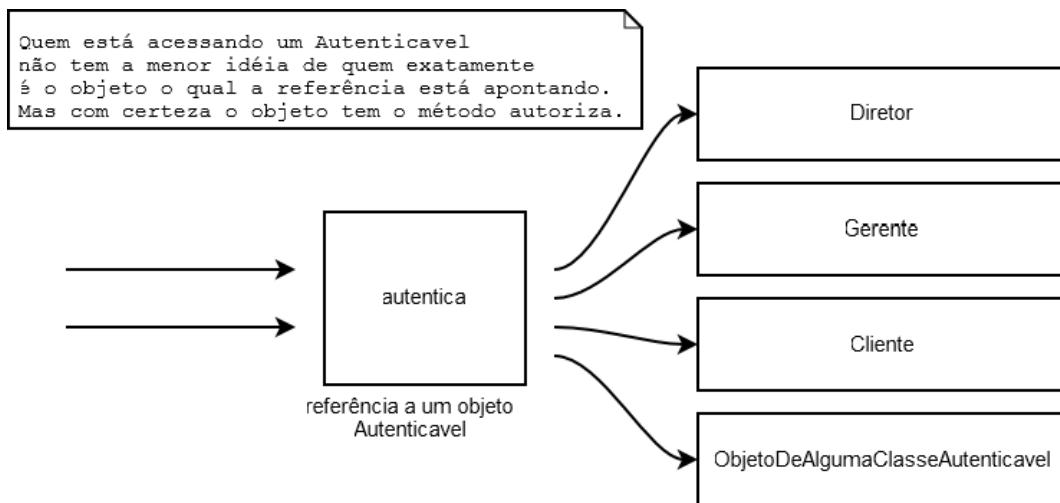 Quem está acessando um Autenticavel
não tem a menor idéia de quem exatamente
é o objeto o qual a referência está apontando.
Mas com certeza o objeto tem o método autoriza.
Diretor
Gerente
autentica
Cliente
referência a um objeto
Autenticavel
ObjetoDeAlgumaClasseAutenticavel